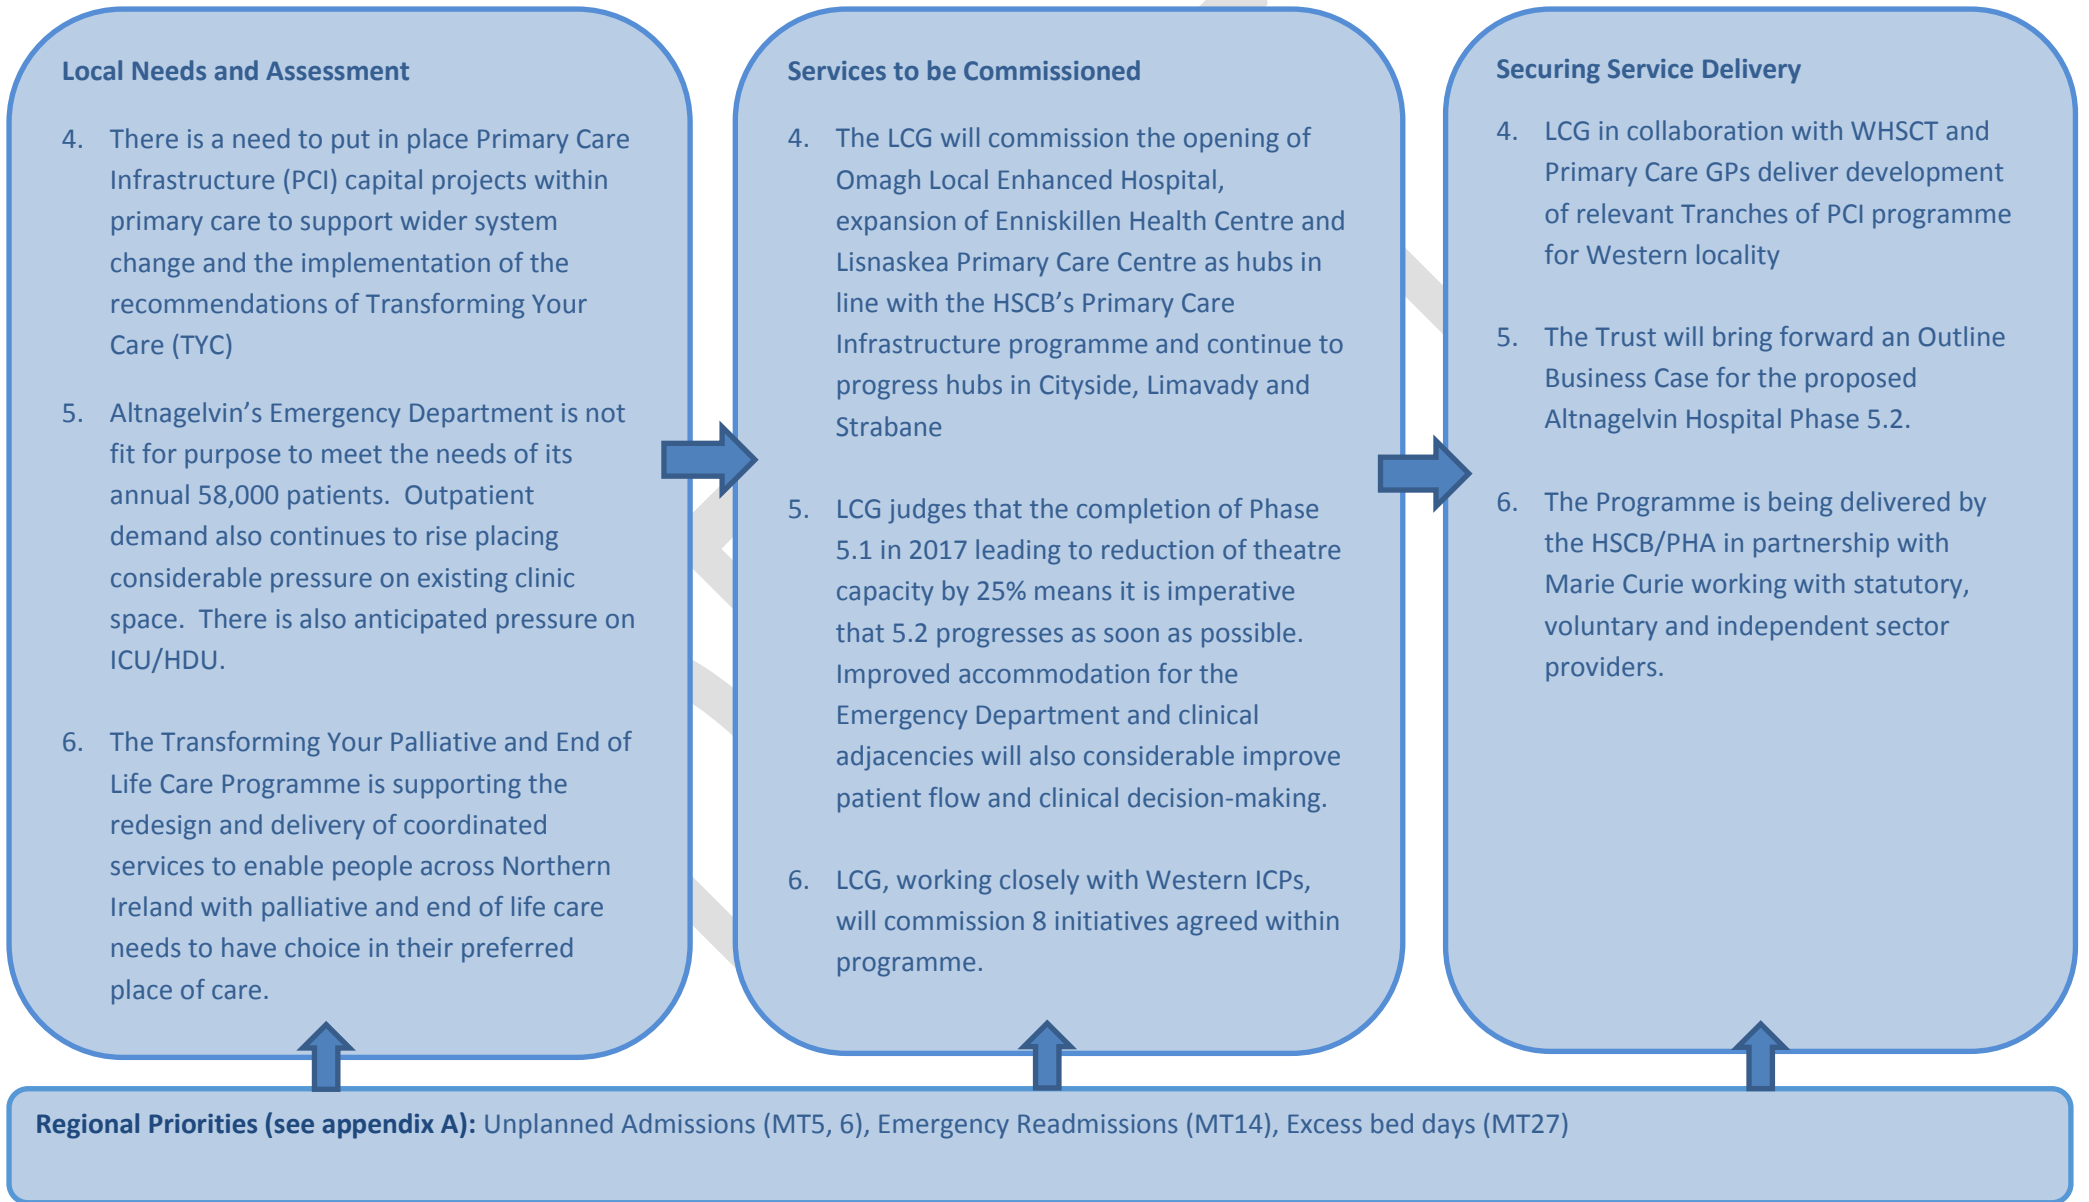 Local Needs and Assessment
4. There is a need to put in place Primary Care
Infrastructure (PCI) capital projects within
primary care to support wider system
change and the implementation of the
recommendations of Transforming Your
Care (TYC)
5. Altnagelvin’s Emergency Department is not
fit for purpose to meet the needs of its
annual 58,000 patients.  Outpatient
demand also continues to rise placing
considerable pressure on existing clinic
space.  There is also anticipated pressure on
ICU/HDU.
6. The Transforming Your Palliative and End of
Life Care Programme is supporting the
redesign and delivery of coordinated
services to enable people across Northern
Ireland with palliative and end of life care
needs to have choice in their preferred
place of care.
Services to be Commissioned
4. The LCG will commission the opening of
Omagh Local Enhanced Hospital,
expansion of Enniskillen Health Centre and
Lisnaskea Primary Care Centre as hubs in
line with the HSCB’s Primary Care
Infrastructure programme and continue to
progress hubs in Cityside, Limavady and
Strabane
5. LCG judges that the completion of Phase
5.1 in 2017 leading to reduction of theatre
capacity by 25% means it is imperative
that 5.2 progresses as soon as possible.
Improved accommodation for the
Emergency Department and clinical
adjacencies will also considerable improve
patient flow and clinical decision-making.
6. LCG, working closely with Western ICPs,
will commission 8 initiatives agreed within
programme.
Securing Service Delivery
4. LCG in collaboration with WHSCT and
Primary Care GPs deliver development
of relevant Tranches of PCI programme
for Western locality
5. The Trust will bring forward an Outline
Business Case for the proposed
Altnagelvin Hospital Phase 5.2.
6. The Programme is being delivered by
the HSCB/PHA in partnership with
Marie Curie working with statutory,
voluntary and independent sector
providers.
Regional Priorities (see appendix A): Unplanned Admissions (MT5, 6), Emergency Readmissions (MT14), Excess bed days (MT27)